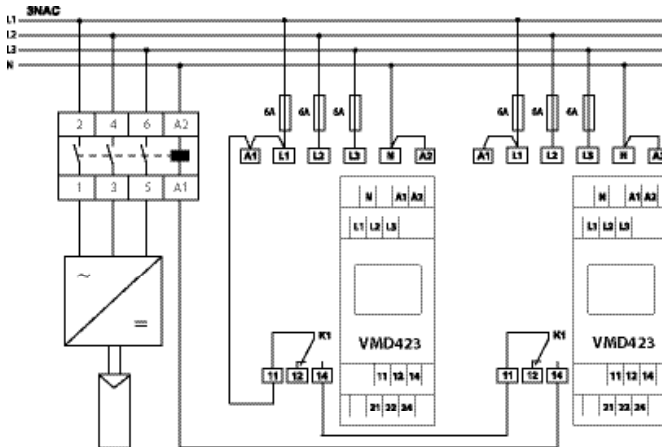 3NAC
L1
L2
L3
N
6A 6A 6A 6A 6A 6A
2 4 6 A2
A1 L1 L2 L3 N A2 A1 L1 L2 L3 N
1 3 5 A1
N A1 A2 N A1 A2
L1 L2 L3 L1 L2 L3
~
=
K1 VMD423 K1 VMD423
11 12 14 11 12 14 11 12 14 11 12 14
21 22 24 21 22 24